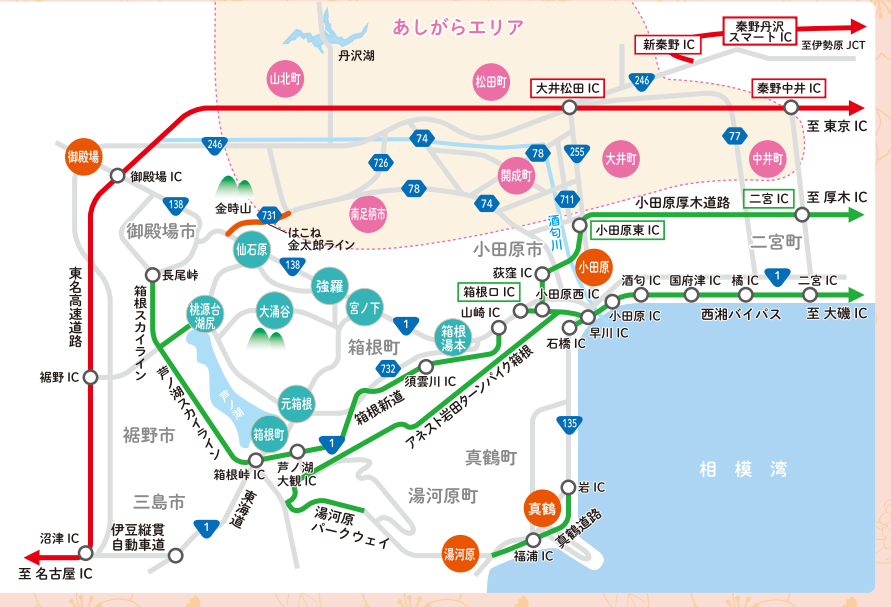 あしがらエリア
丹沢湖
山北町
松田町
秦野丹沢
スマート IC
新秦野 IC
至伊勢原 JCT
246
大井松田 IC
秦野中井 IC
至 東京 IC
御殿場
御殿場 IC
246
74
726
78
78
74
255
77
大井町
中井町
開成町
南足柄市
711
酒匂川
138
金時山
731
はこね
金太郎ライン
御殿場市
仙石原
138
小田原厚木道路
二宮 IC
至 厚木 IC
小田原東 IC
小田原市
二宮町
東名高速道路
長尾峠
箱根スカイライン
桃源台
湖尻
大涌谷
強羅
宮ノ下
1
箱根町
箱根
湯本
荻窪 IC
小田原
箱根口 IC
小田原西 IC
山崎 IC
酒匂 IC
国府津 IC
橘 IC
1
二宮 IC
小田原 IC
西湘バイパス
至 大磯 IC
早川 IC
石橋 IC
732
須雲川 IC
裾野 IC
芦ノ湖スカイライン
芦ノ湖
元箱根
箱根町
箱根新道
アネスト岩田ターンパイク箱根
裾野市
1
箱根峠 IC
芦ノ湖
大観 IC
135
真鶴町
相模湾
三島市
東海道
湯河原町
岩 IC
真鶴
真鶴道路
湯河原
パークウェイ
1
沼津 IC
伊豆縦貫
自動車道
湯河原
福浦 IC
至 名古屋 IC